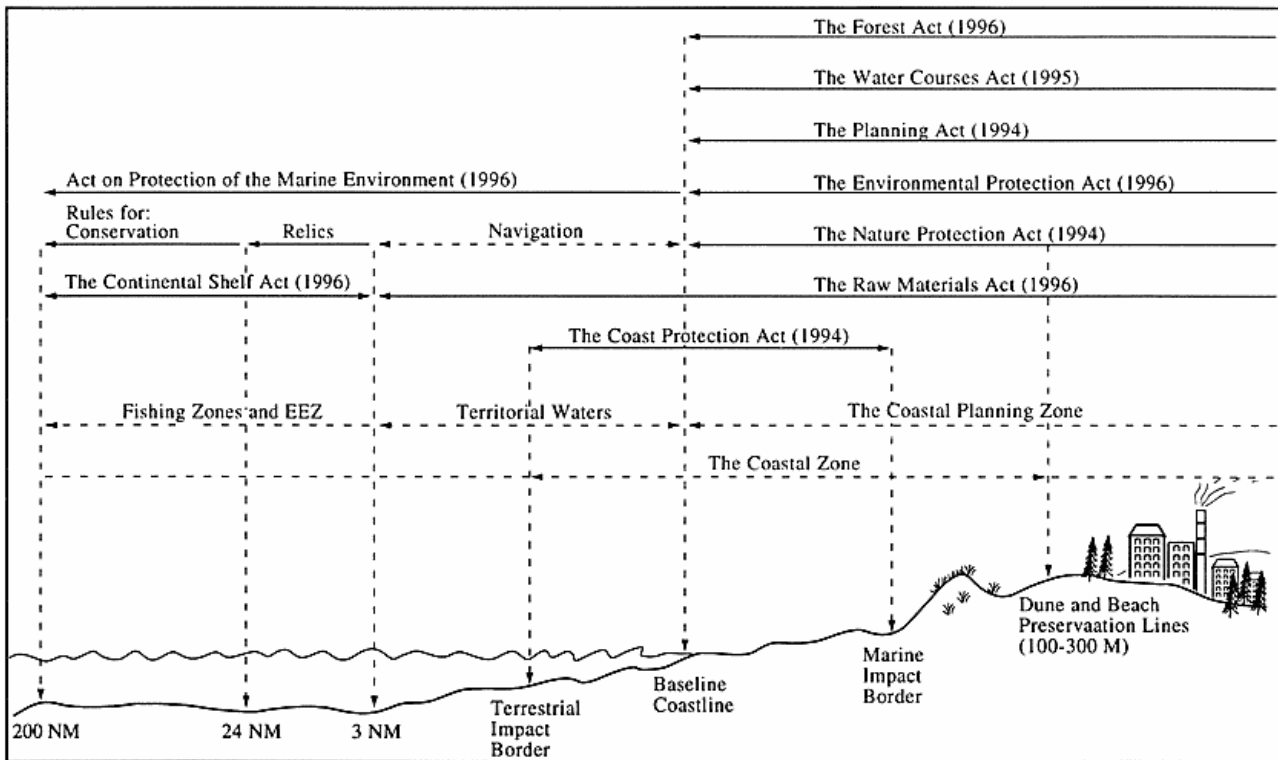 The Forest Act (1996)
The Water Courses Act (1995)
The Planning Act (1994)
Act on Protection of the Marine Environment (1996)
The Environmental Protection Act (1996)
Rules for:
Conservation
Relics
Navigation
The Nature Protection Act (1994)
The Continental Shelf Act (1996)
The Raw Materials Act (1996)
The Coast Protection Act (1994)
Fishing Zones and EEZ
Territorial Waters
The Coastal Planning Zone
The Coastal Zone
Dune and Beach
Preservaation Lines
(100-300 M)
Marine
Impact
Border
Baseline
Coastline
Terrestrial
Impact
Border
200 NM
24 NM
3 NM